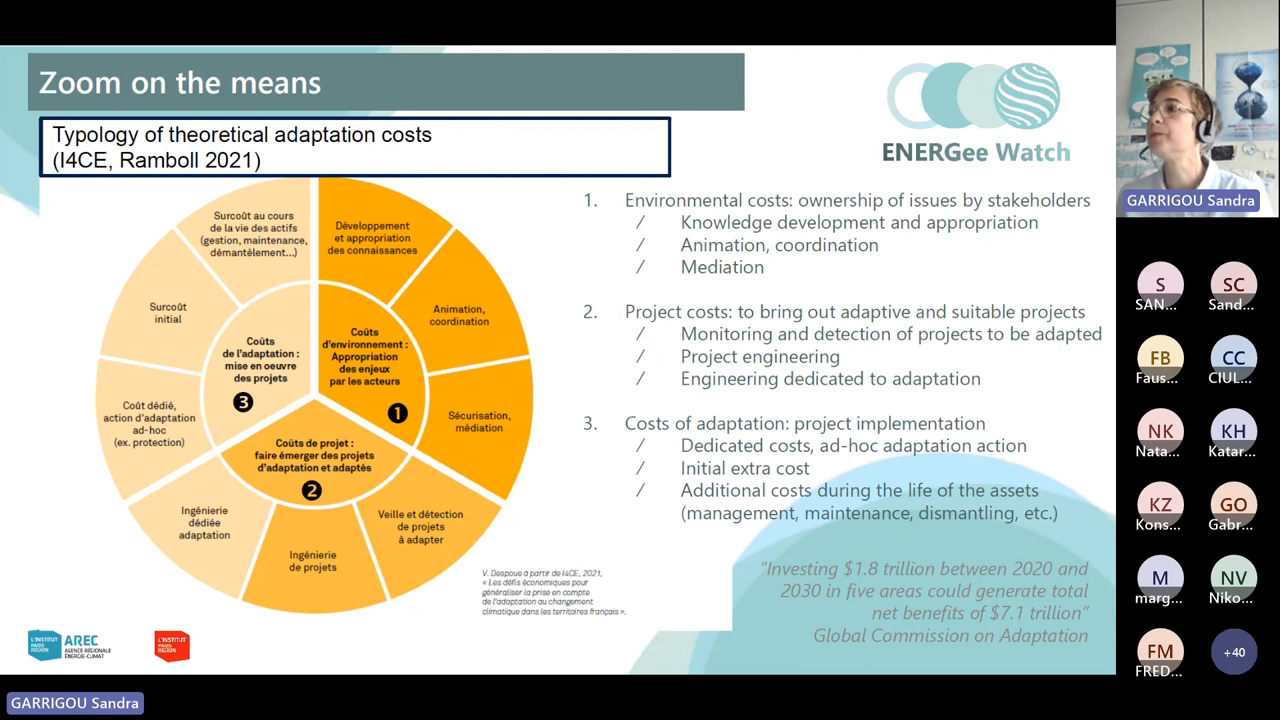 Zoom on the means
Typology of theoretical adaptation costs
(I4CE, Ramboll 2021)
ENERGee Watch
Surcoût au cours
de la vie des actifs
(gestion, maintenance,
démantèlement...)
Développement
et appropriation
des connaissances
Surcoût
initial
Animation,
coordination
Coûts
de l'adaptation :
mise en oeuvre
des projets
3
Coûts
d'environnement :
Appropriation
des enjeux
par les acteurs
1
Coût dédié,
action d'adaptation
ad-hoc
(ex. protection)
Sécurisation,
médiation
Coûts de projet :
faire émerger des projets
d'adaptation et adaptés
2
Ingénierie
dédiée
adaptation
Ingénierie
de projets
Veille et détection
de projets
à adapter
V. Despoue à partir de I4CE, 2021,
« Les défis économiques pour
généraliser la prise en compte
de l'adaptation au changement
climatique dans les territoires français ».
1. Environmental costs: ownership of issues by stakeholders
/ Knowledge development and appropriation
/ Animation, coordination
/ Mediation
2. Project costs: to bring out adaptive and suitable projects
/ Monitoring and detection of projects to be adapted
/ Project engineering
/ Engineering dedicated to adaptation
3. Costs of adaptation: project implementation
/ Dedicated costs, ad-hoc adaptation action
/ Initial extra cost
/ Additional costs during the life of the assets
(management, maintenance, dismantling, etc.)
"Investing $1.8 trillion between 2020 and
2030 in five areas could generate total
net benefits of $7.1 trillion"
Global Commission on Adaptation
L'INSTITUT
PARIS
REGION
AREC
AGENCE RÉGIONALE
ÉNERGIE-CLIMAT
L'INSTITUT
PARIS
REGION
GARRIGOU Sandra
GARRIGOU Sandra
S
SAN...
SC
Sand...
FB
Faus...
CC
CIUL...
NK
Nata...
KH
Katar...
KZ
Kons...
GO
Gabr...
M
marg...
NV
Niko...
FM
FRED...
+40